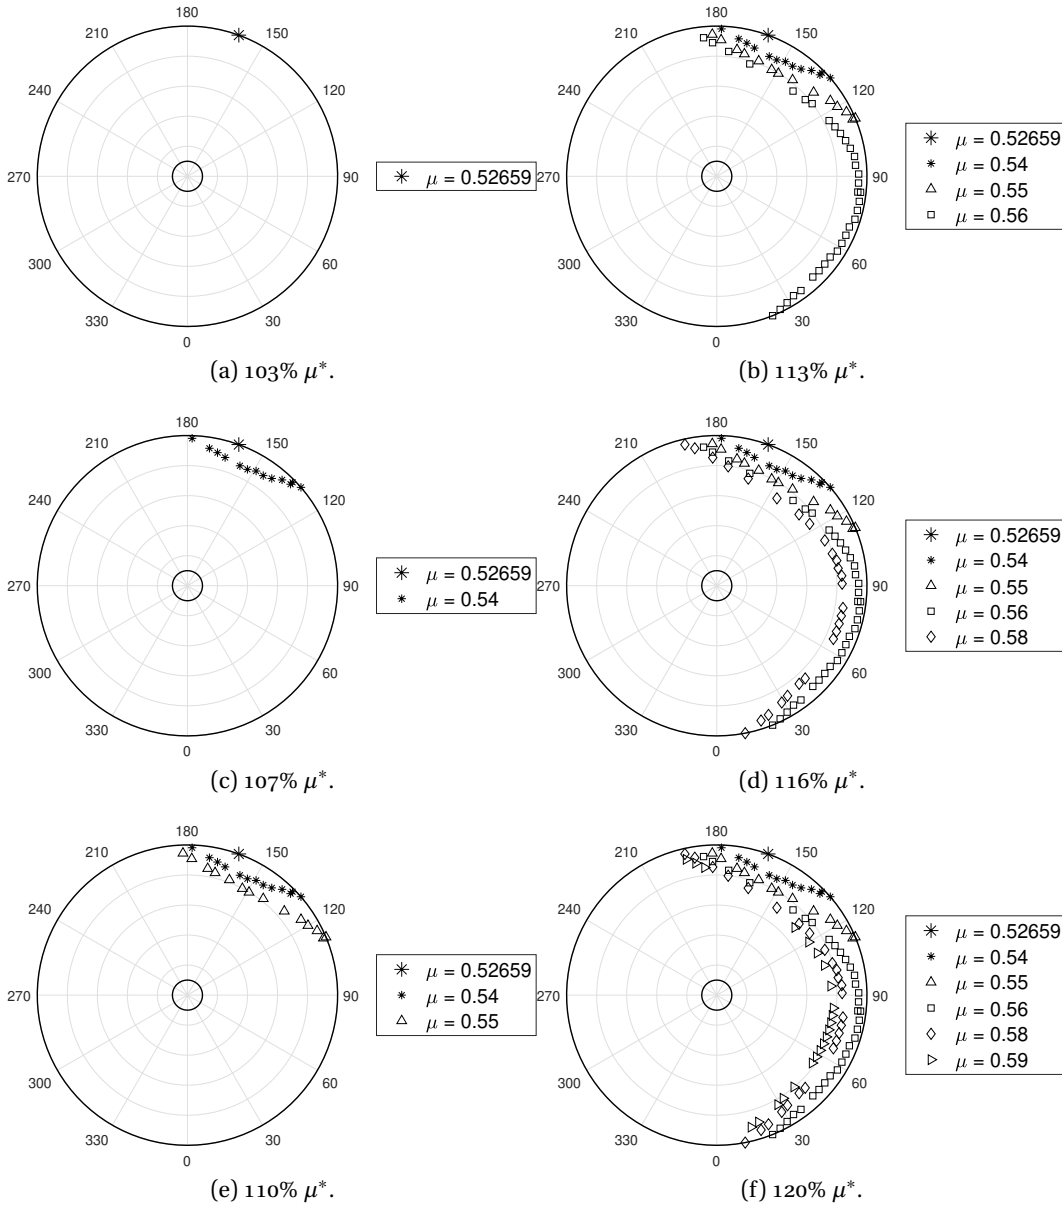 180
210
150
240
120
270
90
300
60
330
30
0
μ = 0.52659
(a) 103% μ*.
180
210
150
240
120
270
90
300
60
330
30
0
μ = 0.52659
μ = 0.54
μ = 0.55
μ = 0.56
(b) 113% μ*.
180
210
150
240
120
270
90
300
60
330
30
0
μ = 0.52659
μ = 0.54
(c) 107% μ*.
180
210
150
240
120
270
90
300
60
330
30
0
μ = 0.52659
μ = 0.54
μ = 0.55
μ = 0.56
μ = 0.58
(d) 116% μ*.
180
210
150
240
120
270
90
300
60
330
30
0
μ = 0.52659
μ = 0.54
μ = 0.55
(e) 110% μ*.
180
210
150
240
120
270
90
300
60
330
30
0
μ = 0.52659
μ = 0.54
μ = 0.55
μ = 0.56
μ = 0.58
μ = 0.59
(f) 120% μ*.